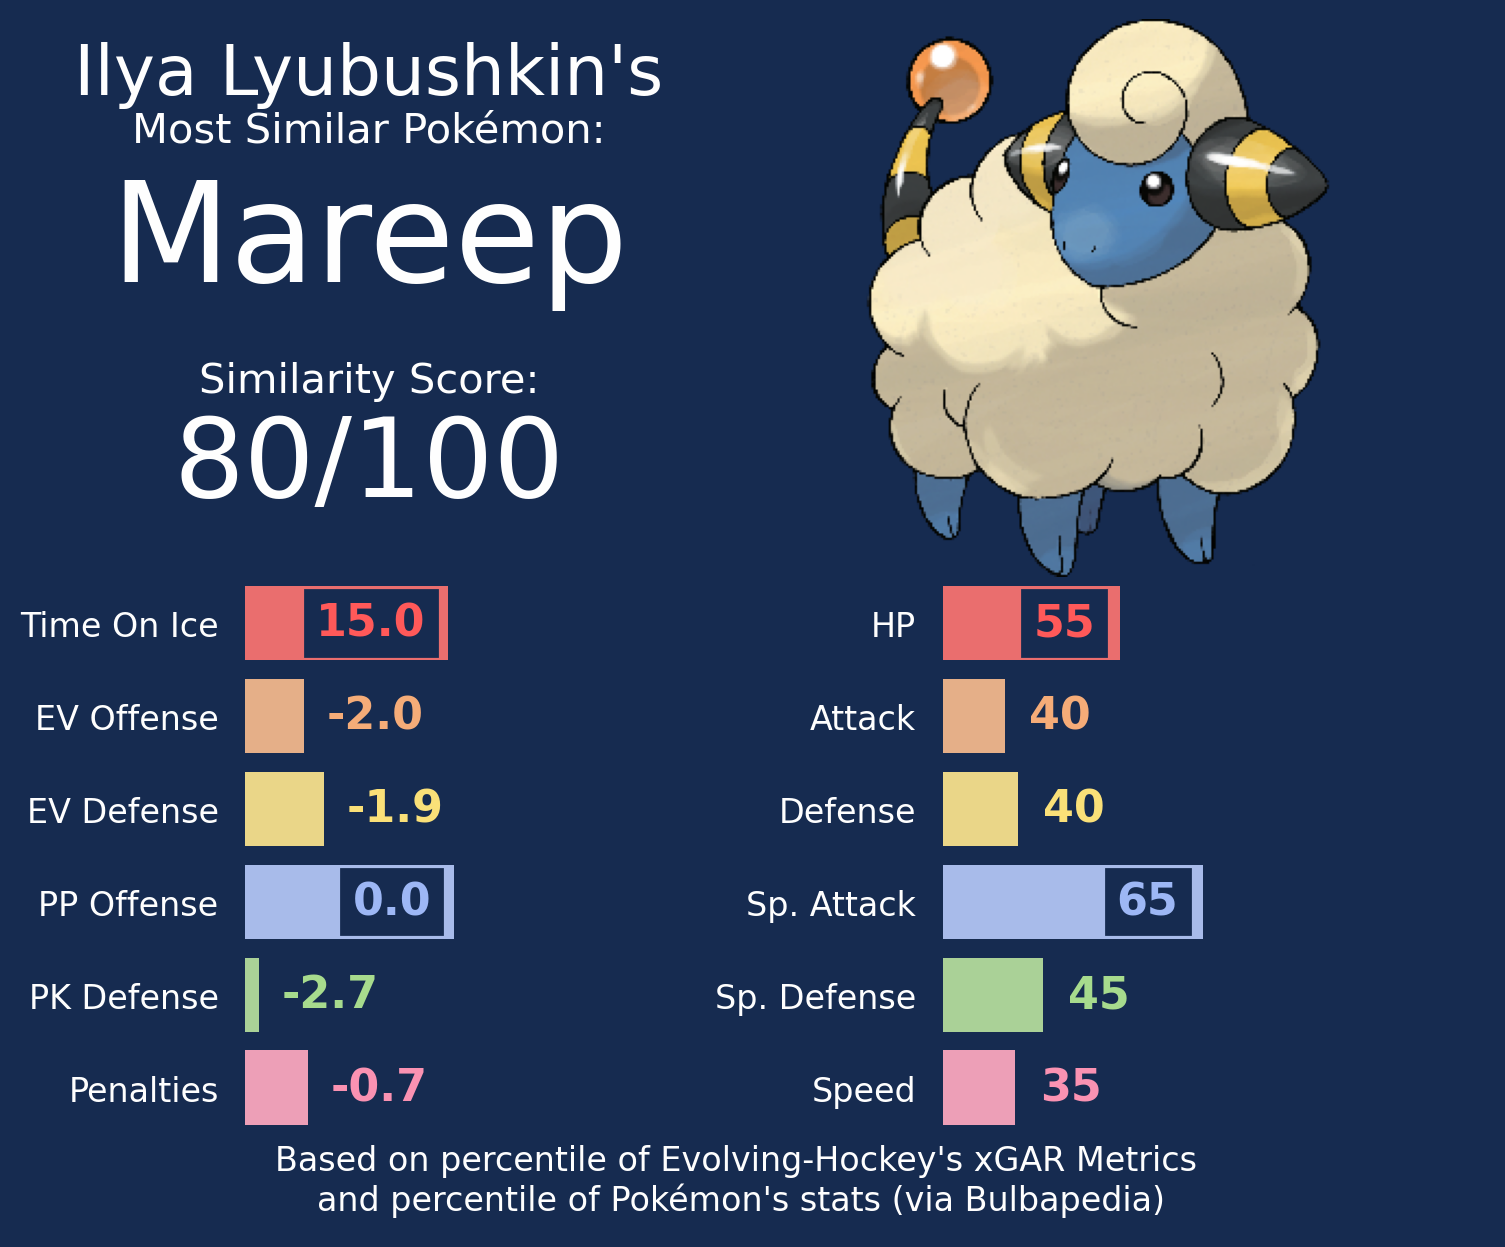 Ilya Lyubushkin's
Most Similar Pokémon:
Mareep
Similarity Score:
80/100
Time On Ice 15.0
EV Offense -2.0
EV Defense -1.9
PP Offense 0.0
PK Defense -2.7
Penalties -0.7
HP 55
Attack 40
Defense 40
Sp. Attack 65
Sp. Defense 45
Speed 35
Based on percentile of Evolving-Hockey's xGAR Metrics
and percentile of Pokémon's stats (via Bulbapedia)